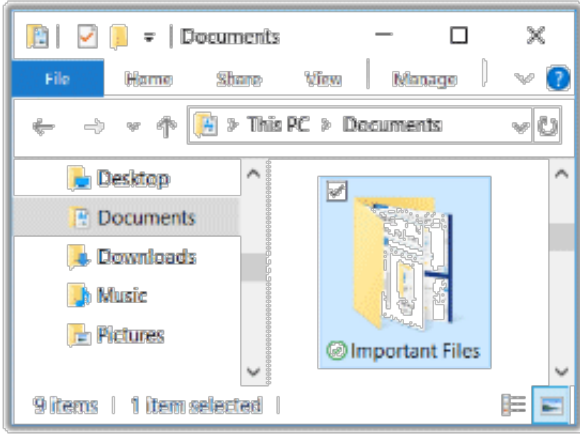 Documents
File Home Share View Manage ?
This PC > Documents
Desktop
Documents
Downloads
Music
Pictures
Important Files
9 items | 1 item selected |